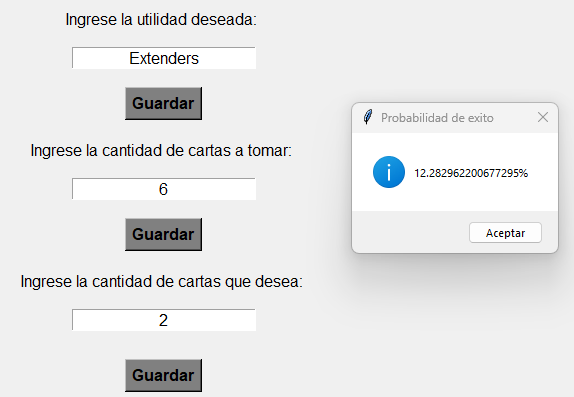 Ingrese la utilidad deseada:
Extenders
Guardar
Ingrese la cantidad de cartas a tomar:
6
Guardar
Ingrese la cantidad de cartas que desea:
2
Guardar
Probabilidad de exito
12.282962200677295%
Aceptar